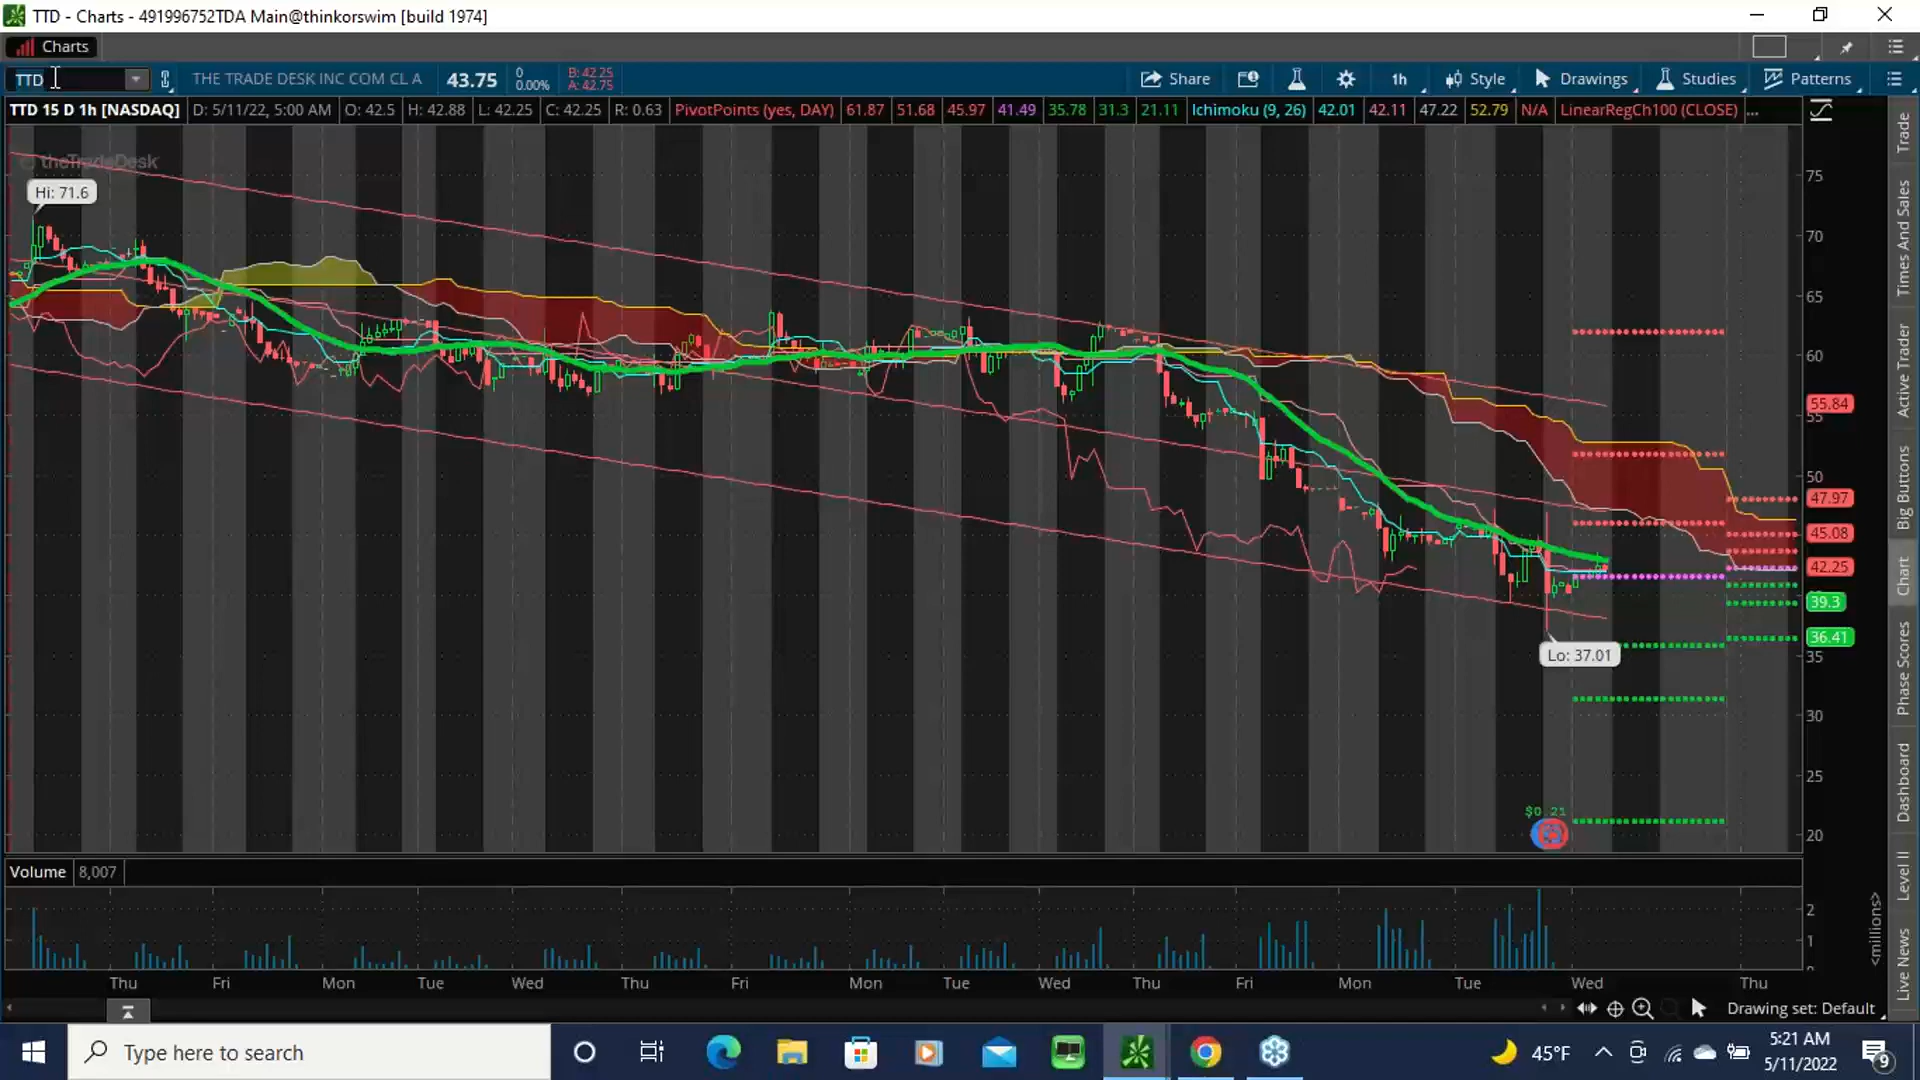 TTD - Charts - 491996752TDA Main@thinkorswim [build 1974]
Charts
TTD THE TRADE DESK INC COM CL A 43.75 0 0.00% B: 42.25 A: 42.75 Share 1h Style Drawings Studies Patterns
TTD 15 D 1h [NASDAQ] D: 5/11/22, 5:00 AM O: 42.5 H: 42.88 L: 42.25 C: 42.25 R: 0.63 PivotPoints (yes, DAY) 61.87 51.68 45.97 41.49 35.78 31.3 21.11 Ichimoku (9, 26) 42.01 42.11 47.22 52.79 N/A LinearRegCh100 (CLOSE) ...
theTradeDesk
Hi: 71.6
75
70
65
60
55.84
55
50
47.97
45.08
42.25
39.3
36.41
Lo: 37.01
35
30
25
$0.21
20
Volume 8,007
2
1
0
<millions>
Thu Fri Mon Tue Wed Thu Fri Mon Tue Wed Thu Fri Mon Tue Wed Thu
Drawing set: Default
Trade
Times And Sales
Active Trader
Big Buttons
Chart
Phase Scores
Dashboard
Level II
Live News
Type here to search
45°F
5:21 AM
5/11/2022
9